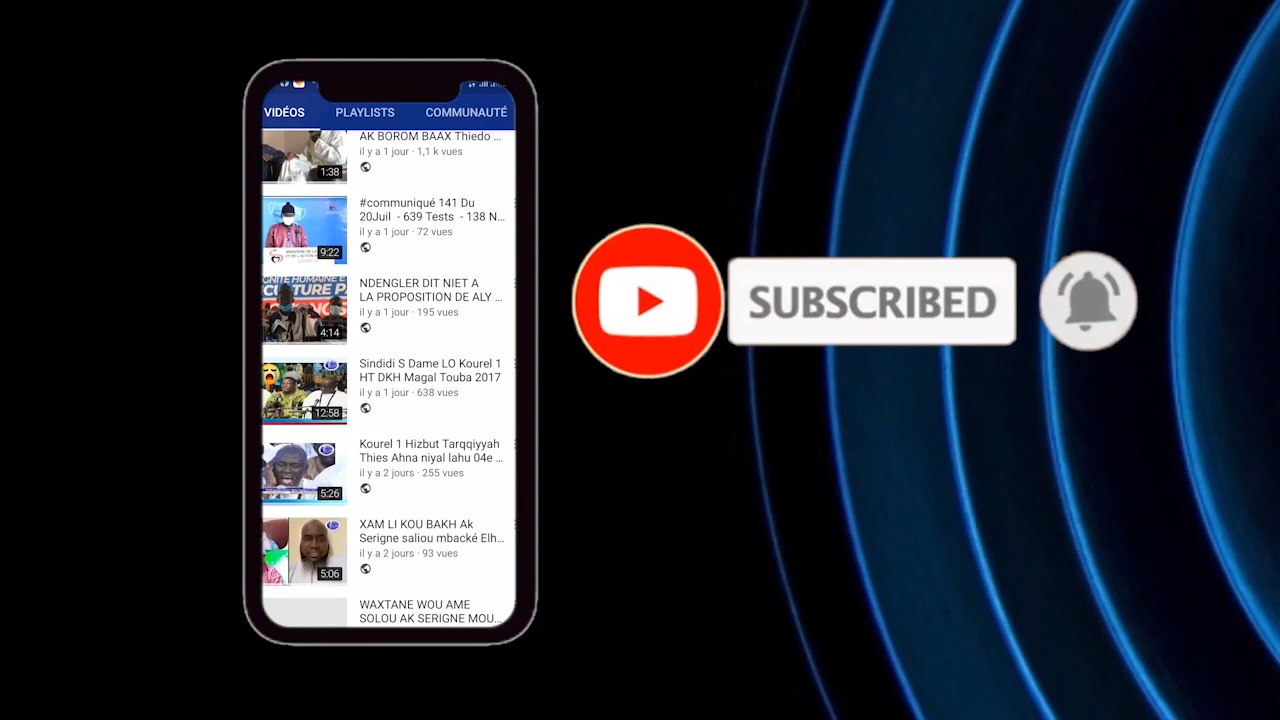 VIDÉOS PLAYLISTS COMMUNAUTÉ
AK BOROM BAAX Thiedo ...
il y a 1 jour · 1,1 k vues
1:38
#communiqué 141 Du
20Juil - 639 Tests - 138 N...
il y a 1 jour · 72 vues
9:22
NDENGLER DIT NIET A
LA PROPOSITION DE ALY ...
il y a 1 jour · 195 vues
CULTURE PA
4:14
Sindidi S Dame LO Kourel 1
HT DKH Magal Touba 2017
il y a 1 jour · 638 vues
12:58
Kourel 1 Hizbut Tarqqiyyah
Thies Ahna niyal lahu 04e ...
il y a 2 jours · 255 vues
5:26
XAM LI KOU BAKH Ak
Serigne saliou mbacké Elh...
il y a 2 jours · 93 vues
5:06
WAXTANE WOU AME
SOLOU AK SERIGNE MOU...
SUBSCRIBED